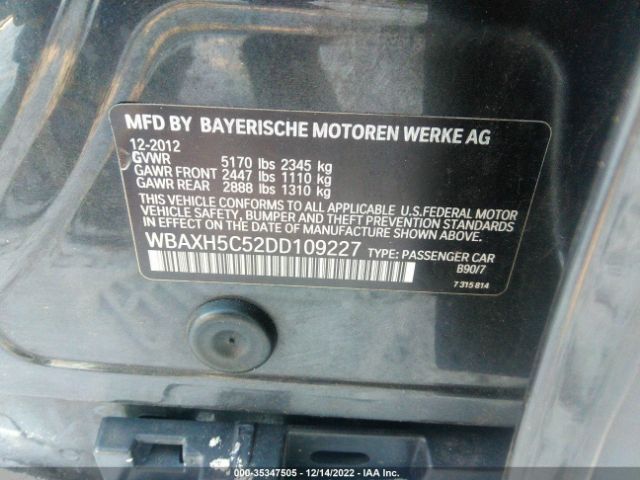 MFD BY BAYERISCHE MOTOREN WERKE AG
12-2012
GVWR 5170 lbs 2345 kg
GAWR FRONT 2447 lbs 1110 kg
GAWR REAR 2888 lbs 1310 kg
THIS VEHICLE CONFORMS TO ALL APPLICABLE U.S.FEDERAL MOTOR
VEHICLE SAFETY, BUMPER AND THEFT PREVENTION STANDARDS
IN EFFECT ON THE DATE OF MANUFACTURE SHOWN ABOVE.
WBAXH5C52DD109227 TYPE: PASSENGER CAR
B90/7
7 315 814
© COPART 000-35347505 - 12/14/2022 - IAA Inc.